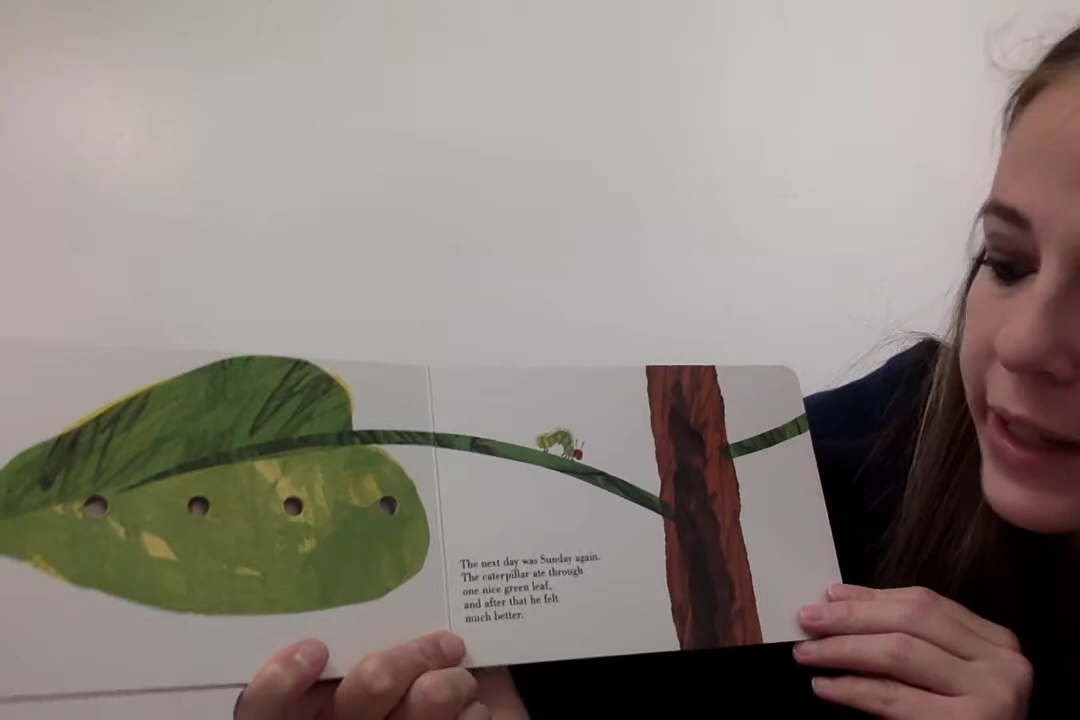 The next day was Sunday again.
The caterpillar ate through
one nice green leaf,
and after that he felt
much better.